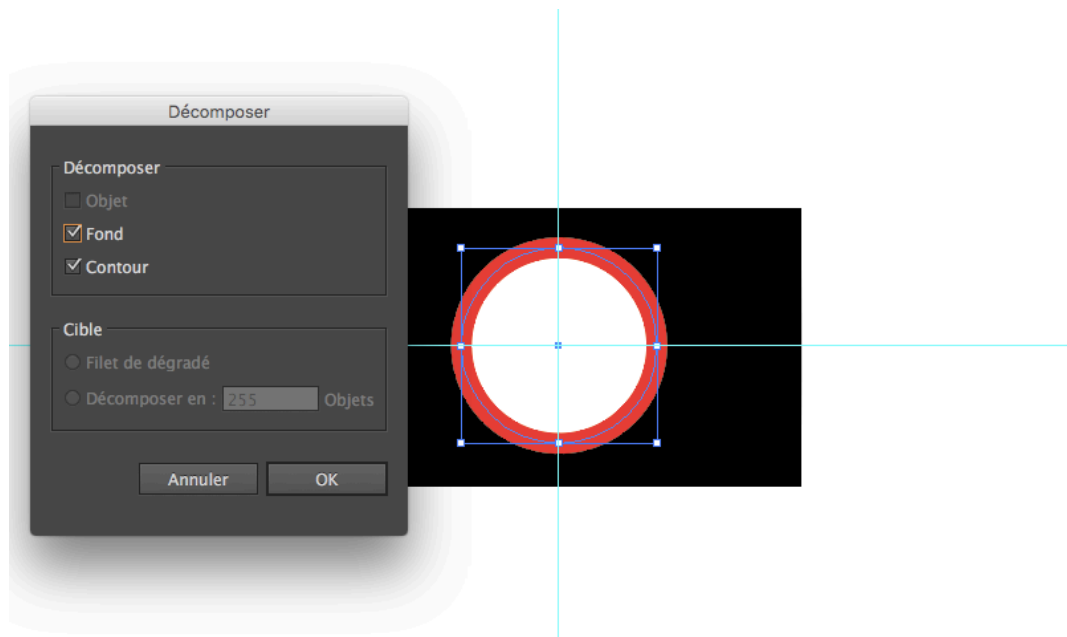 Décomposer
Décomposer
Objet
Fond
Contour
Cible
Filet de dégradé
Décomposer en : 255 Objets
Annuler OK